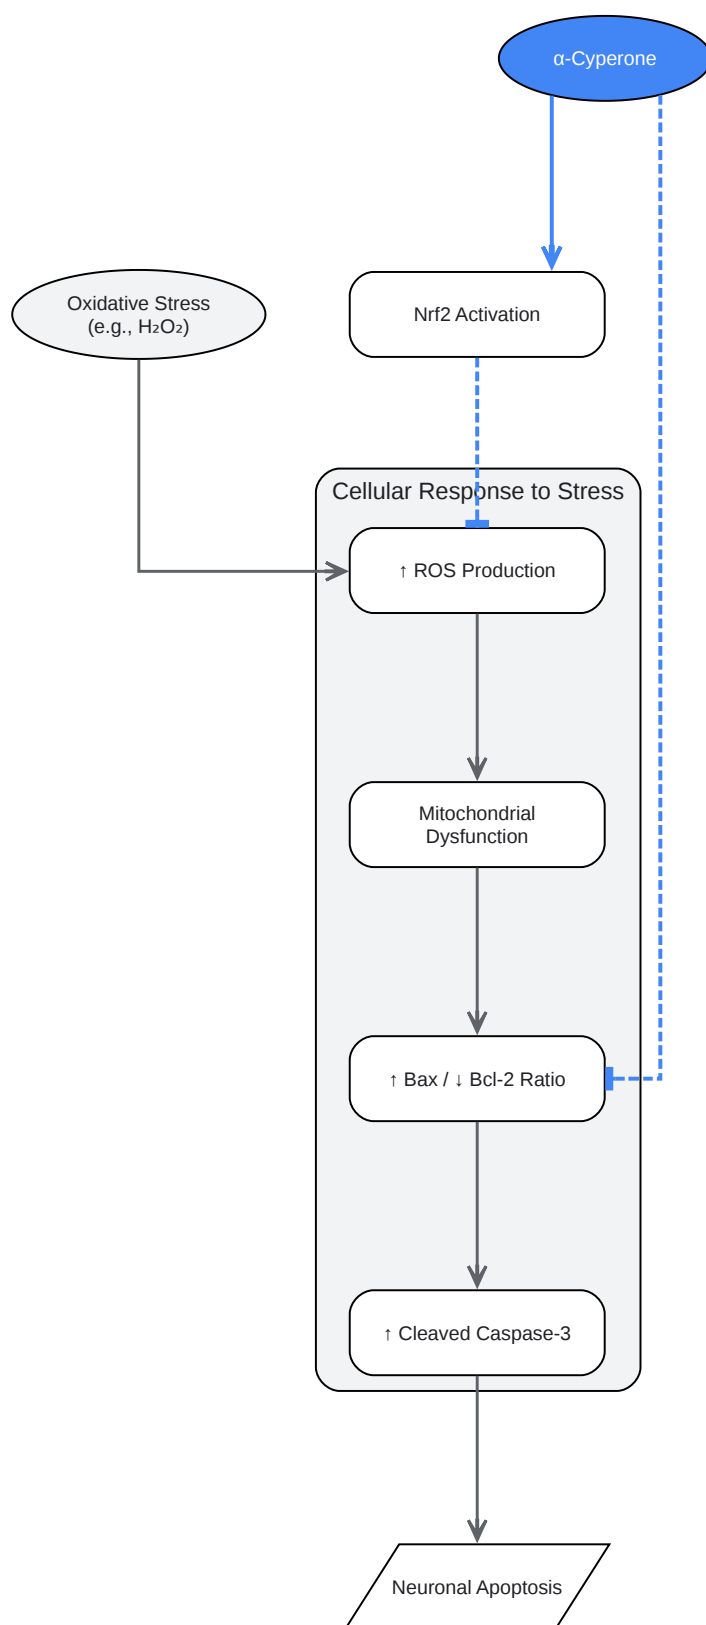 α-Cyperone
Oxidative Stress
(e.g., H₂O₂)
Nrf2 Activation
Cellular Response to Stress
↑ ROS Production
Mitochondrial
Dysfunction
↑ Bax / ↓ Bcl-2 Ratio
↑ Cleaved Caspase-3
Neuronal Apoptosis